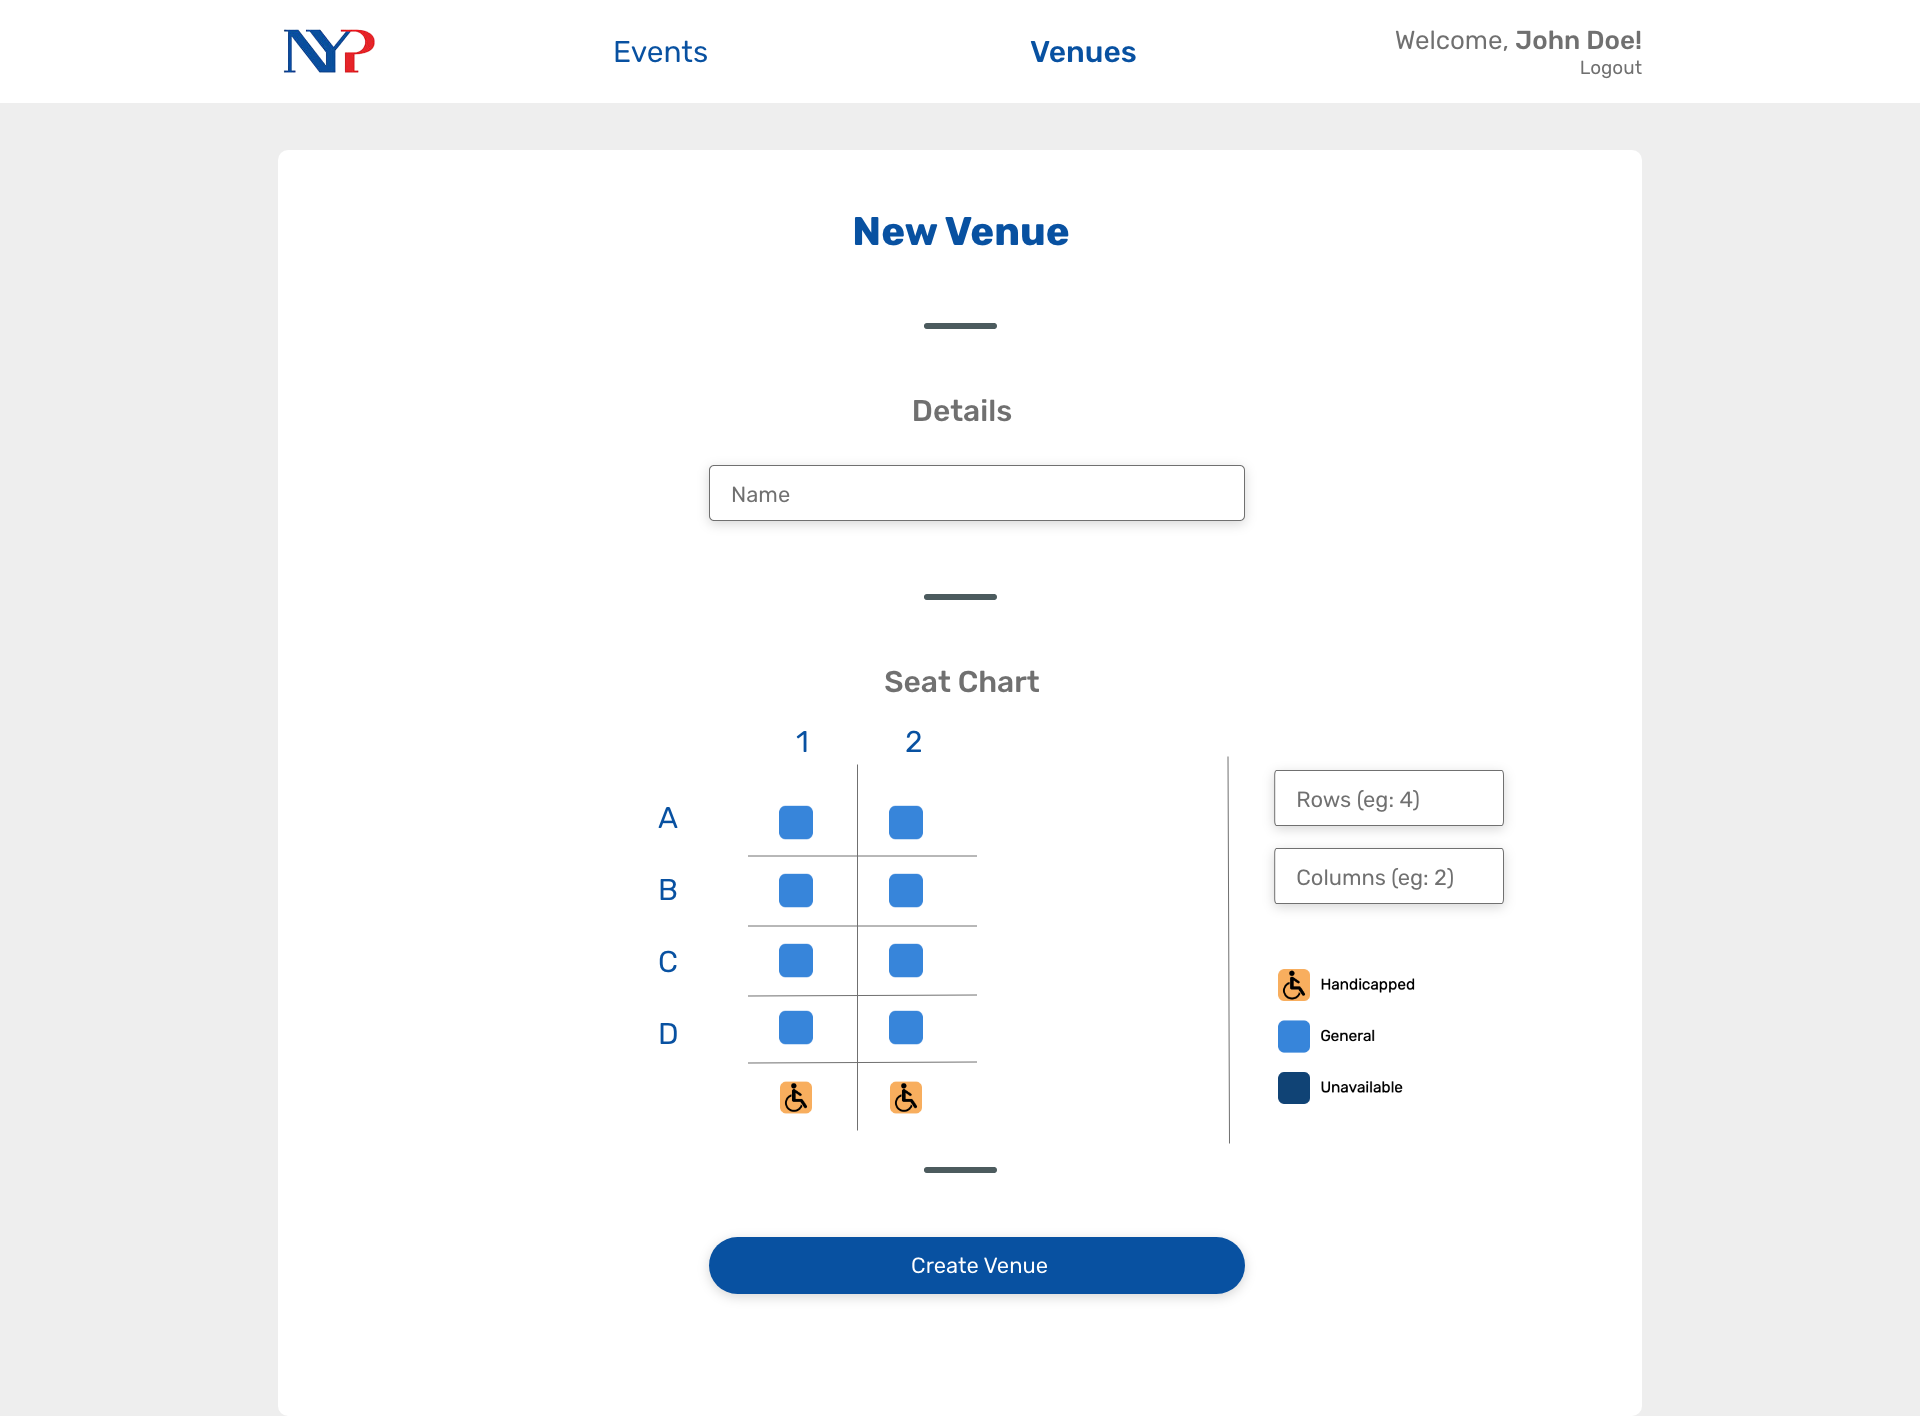 NYP
Events
Venues
Welcome, John Doe!
Logout
New Venue
Details
Name
Seat Chart
1 2
A
B
C
D
Rows (eg: 4)
Columns (eg: 2)
Handicapped
General
Unavailable
Create Venue